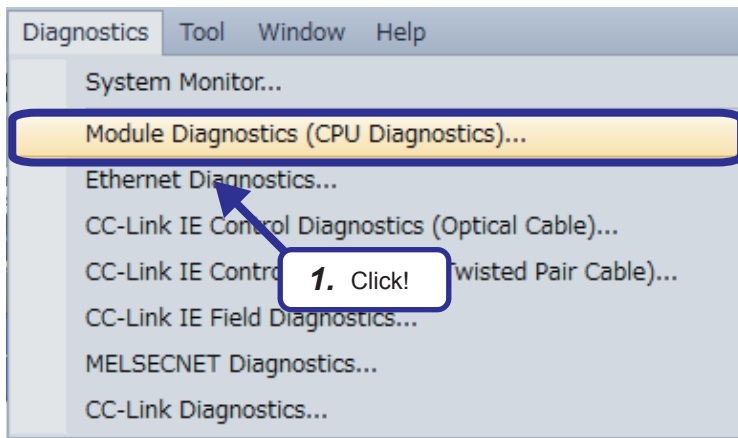 Diagnostics Tool Window Help
System Monitor...
Module Diagnostics (CPU Diagnostics)...
Ethernet Diagnostics...
CC-Link IE Control Diagnostics (Optical Cable)...
CC-Link IE Contro Twisted Pair Cable)...
1. Click!
CC-Link IE Field Diagnostics...
MELSECNET Diagnostics...
CC-Link Diagnostics...